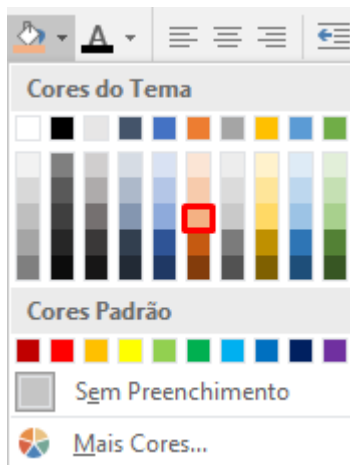 A
Cores do Tema
Cores Padrão
Sem Preenchimento
Mais Cores...